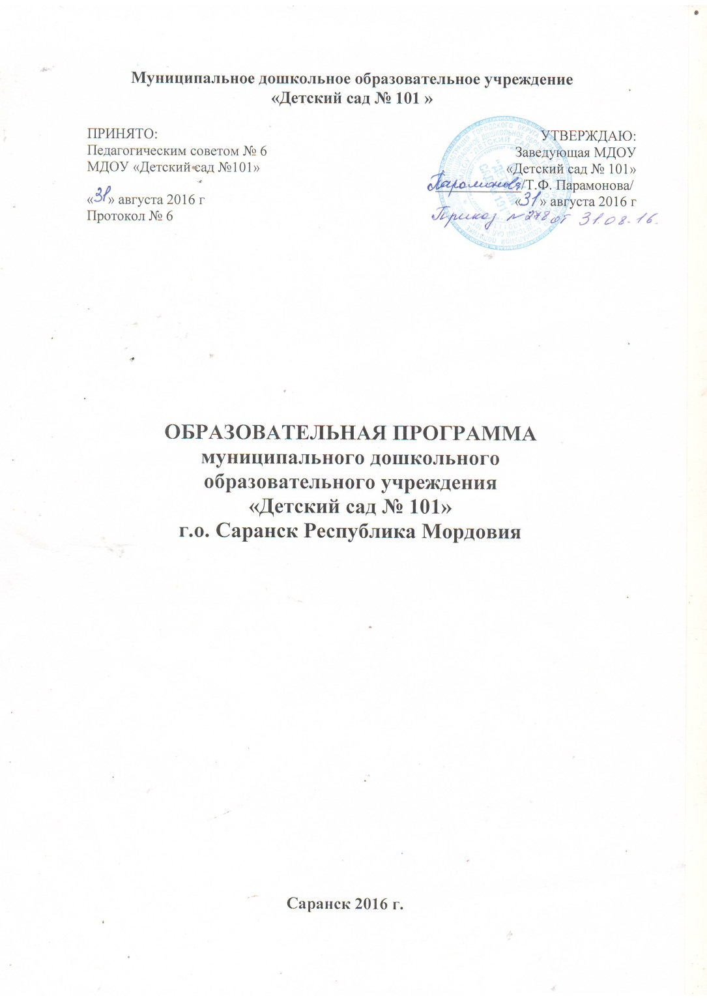 Муниципальное дошкольное образовательное учреждение
«Детский сад № 101 »
ПРИНЯТО:
Педагогическим советом № 6
МДОУ «Детский сад №101»
«31» августа 2016 г
Протокол № 6
УТВЕРЖДАЮ:
Заведующая МДОУ
«Детский сад № 101»
Парамонова/Т.Ф. Парамонова/
«31» августа 2016 г
Приказ №278 от 31.08.16.
ОБРАЗОВАТЕЛЬНАЯ ПРОГРАММА
муниципального дошкольного
образовательного учреждения
«Детский сад № 101»
г.о. Саранск Республика Мордовия
Саранск 2016 г.